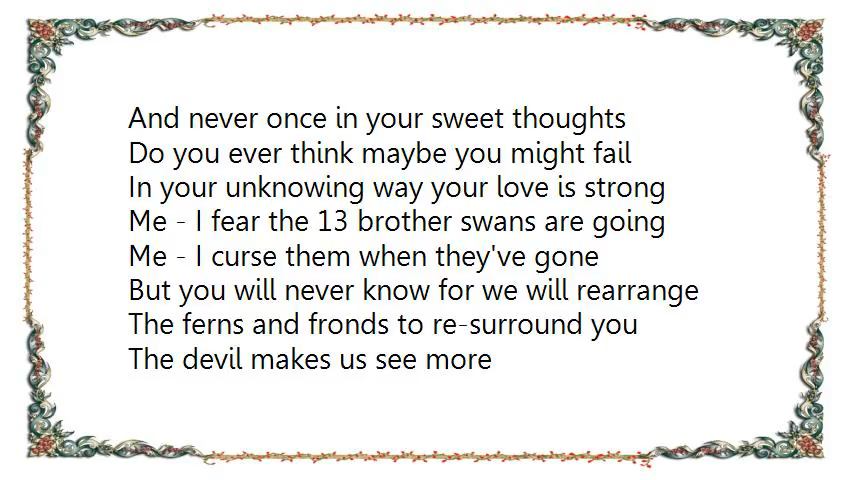 And never once in your sweet thoughts
Do you ever think maybe you might fail
In your unknowing way your love is strong
Me - I fear the 13 brother swans are going
Me - I curse them when they've gone
But you will never know for we will rearrange
The ferns and fronds to re-surround you
The devil makes us see more